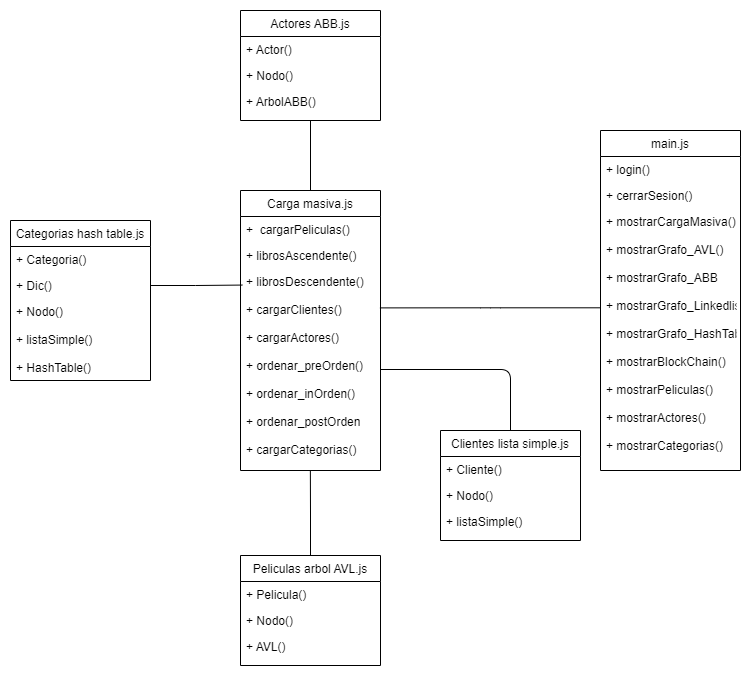 Actores ABB.js
+ Actor()
+ Nodo()
+ ArbolABB()
main.js
+ login()
+ cerrarSesion()
+ mostrarCargaMasiva()
+ mostrarGrafo_AVL()
+ mostrarGrafo_ABB
+ mostrarGrafo_Linkedlis
+ mostrarGrafo_HashTal
+ mostrarBlockChain()
+ mostrarPeliculas()
+ mostrarActores()
+ mostrarCategorias()
Carga masiva.js
+ cargarPeliculas()
+ librosAscendente()
+ librosDescendente()
+ cargarClientes()
+ cargarActores()
+ ordenar_preOrden()
+ ordenar_inOrden()
+ ordenar_postOrden
+ cargarCategorias()
Categorias hash table.js
+ Categoria()
+ Dic()
+ Nodo()
+ listaSimple()
+ HashTable()
Clientes lista simple.js
+ Cliente()
+ Nodo()
+ listaSimple()
Peliculas arbol AVL.js
+ Pelicula()
+ Nodo()
+ AVL()